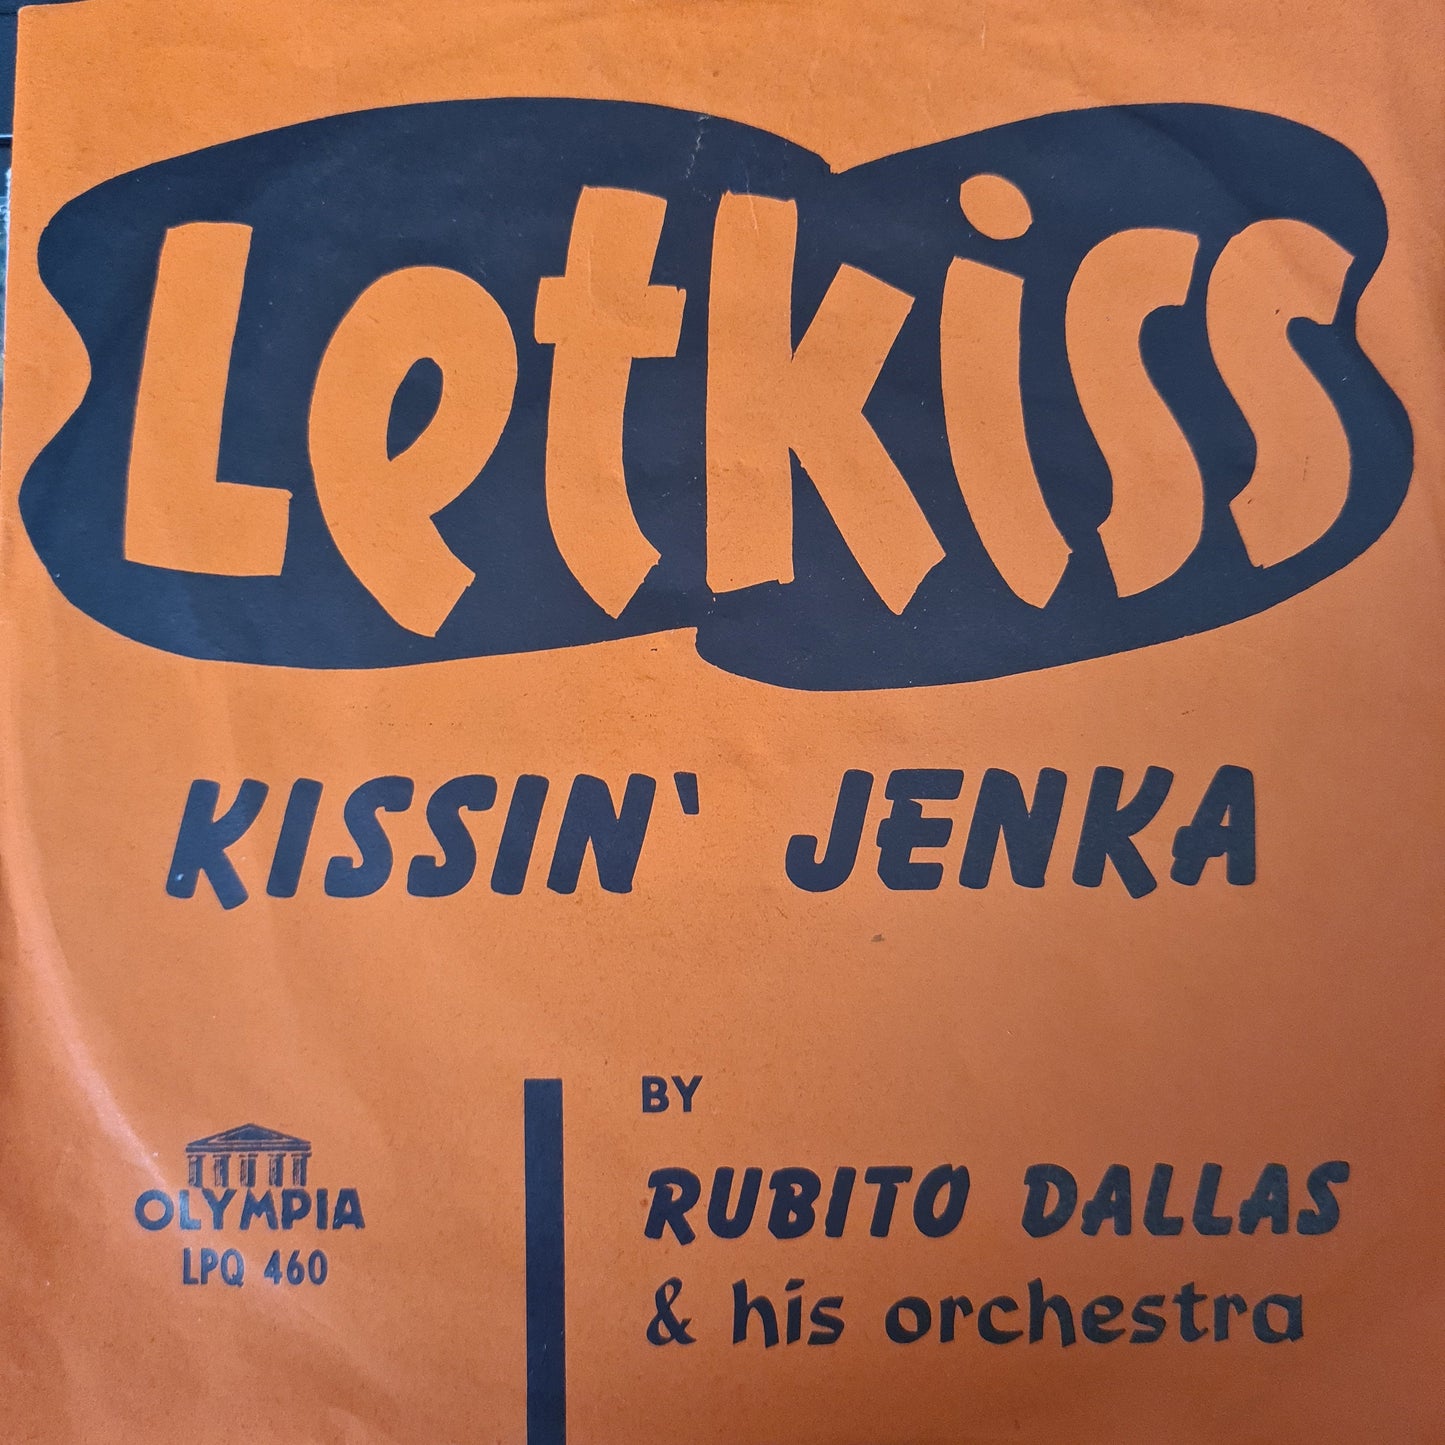 Letkiss
KISSIN‘ JENKA
BY
RUBITO DALLAS
& his orchestra
OLYMPIA
LPQ 460